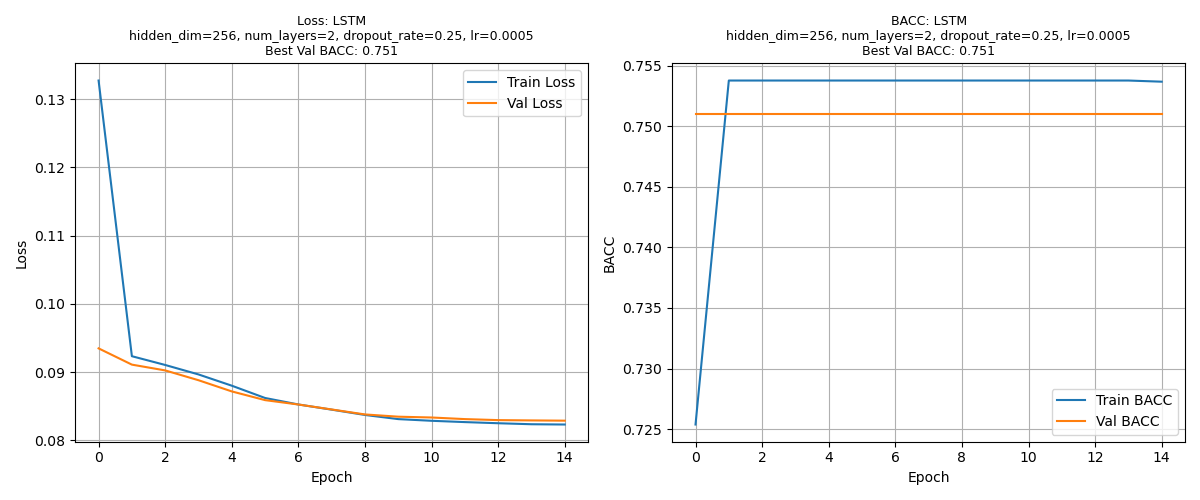 Loss: LSTM
hidden_dim=256, num_layers=2, dropout_rate=0.25, lr=0.0005
Best Val BACC: 0.751
Train Loss
Val Loss
0.13
0.12
0.11
0.10
0.09
0.08
Loss
0 2 4 6 8 10 12 14
Epoch
BACC: LSTM
hidden_dim=256, num_layers=2, dropout_rate=0.25, lr=0.0005
Best Val BACC: 0.751
0.755
0.750
0.745
0.740
0.735
0.730
0.725
BACC
Train BACC
Val BACC
0 2 4 6 8 10 12 14
Epoch